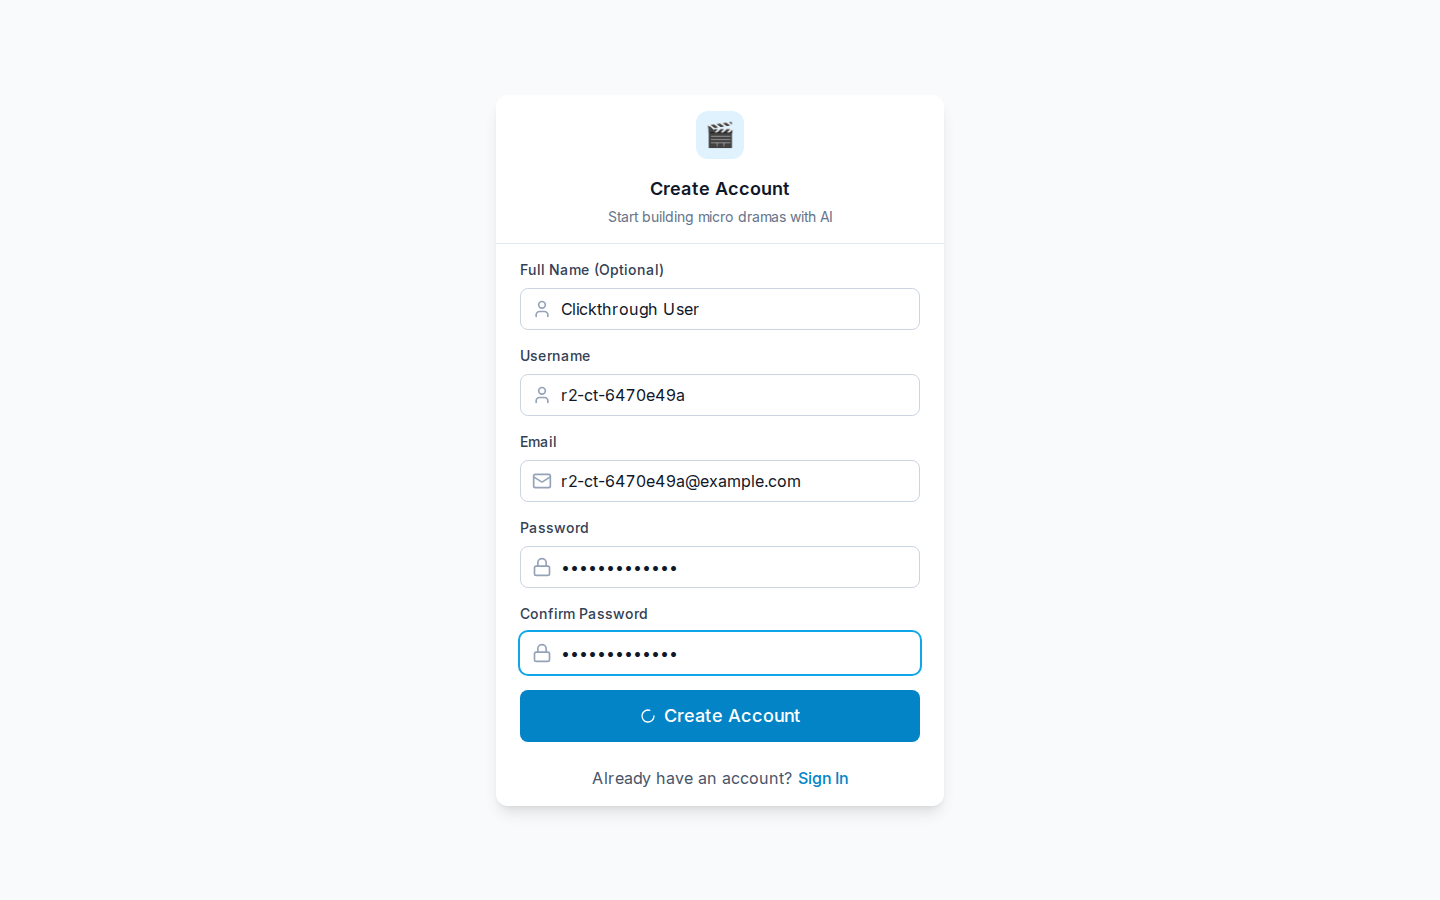 Create Account
Start building micro dramas with AI
Full Name (Optional)
Clickthrough User
Username
r2-ct-6470e49a
Email
r2-ct-6470e49a@example.com
Password
•••••••••••••
Confirm Password
•••••••••••••
Create Account
Already have an account? Sign In